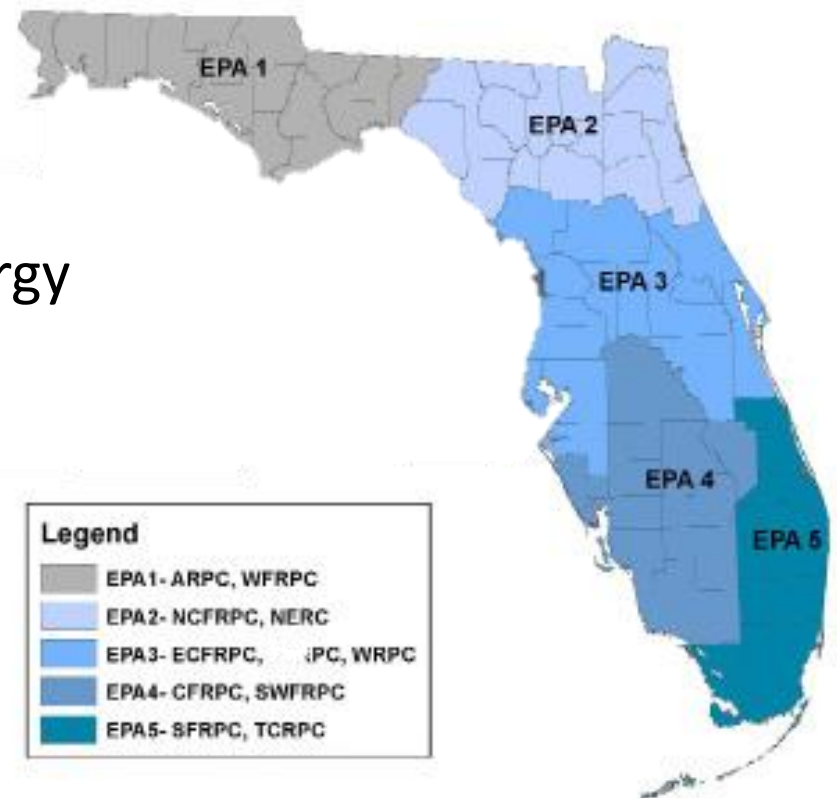 EPA 1
EPA 2
rgy
EPA 3
EPA 4
EPA 5
Legend
EPA1- ARPC, WFRPC
EPA2- NCFRPC, NERC
EPA3- ECFRPC, PC, WRPC
EPA4- CFRPC, SWFRPC
EPA5- SFRPC, TCRPC